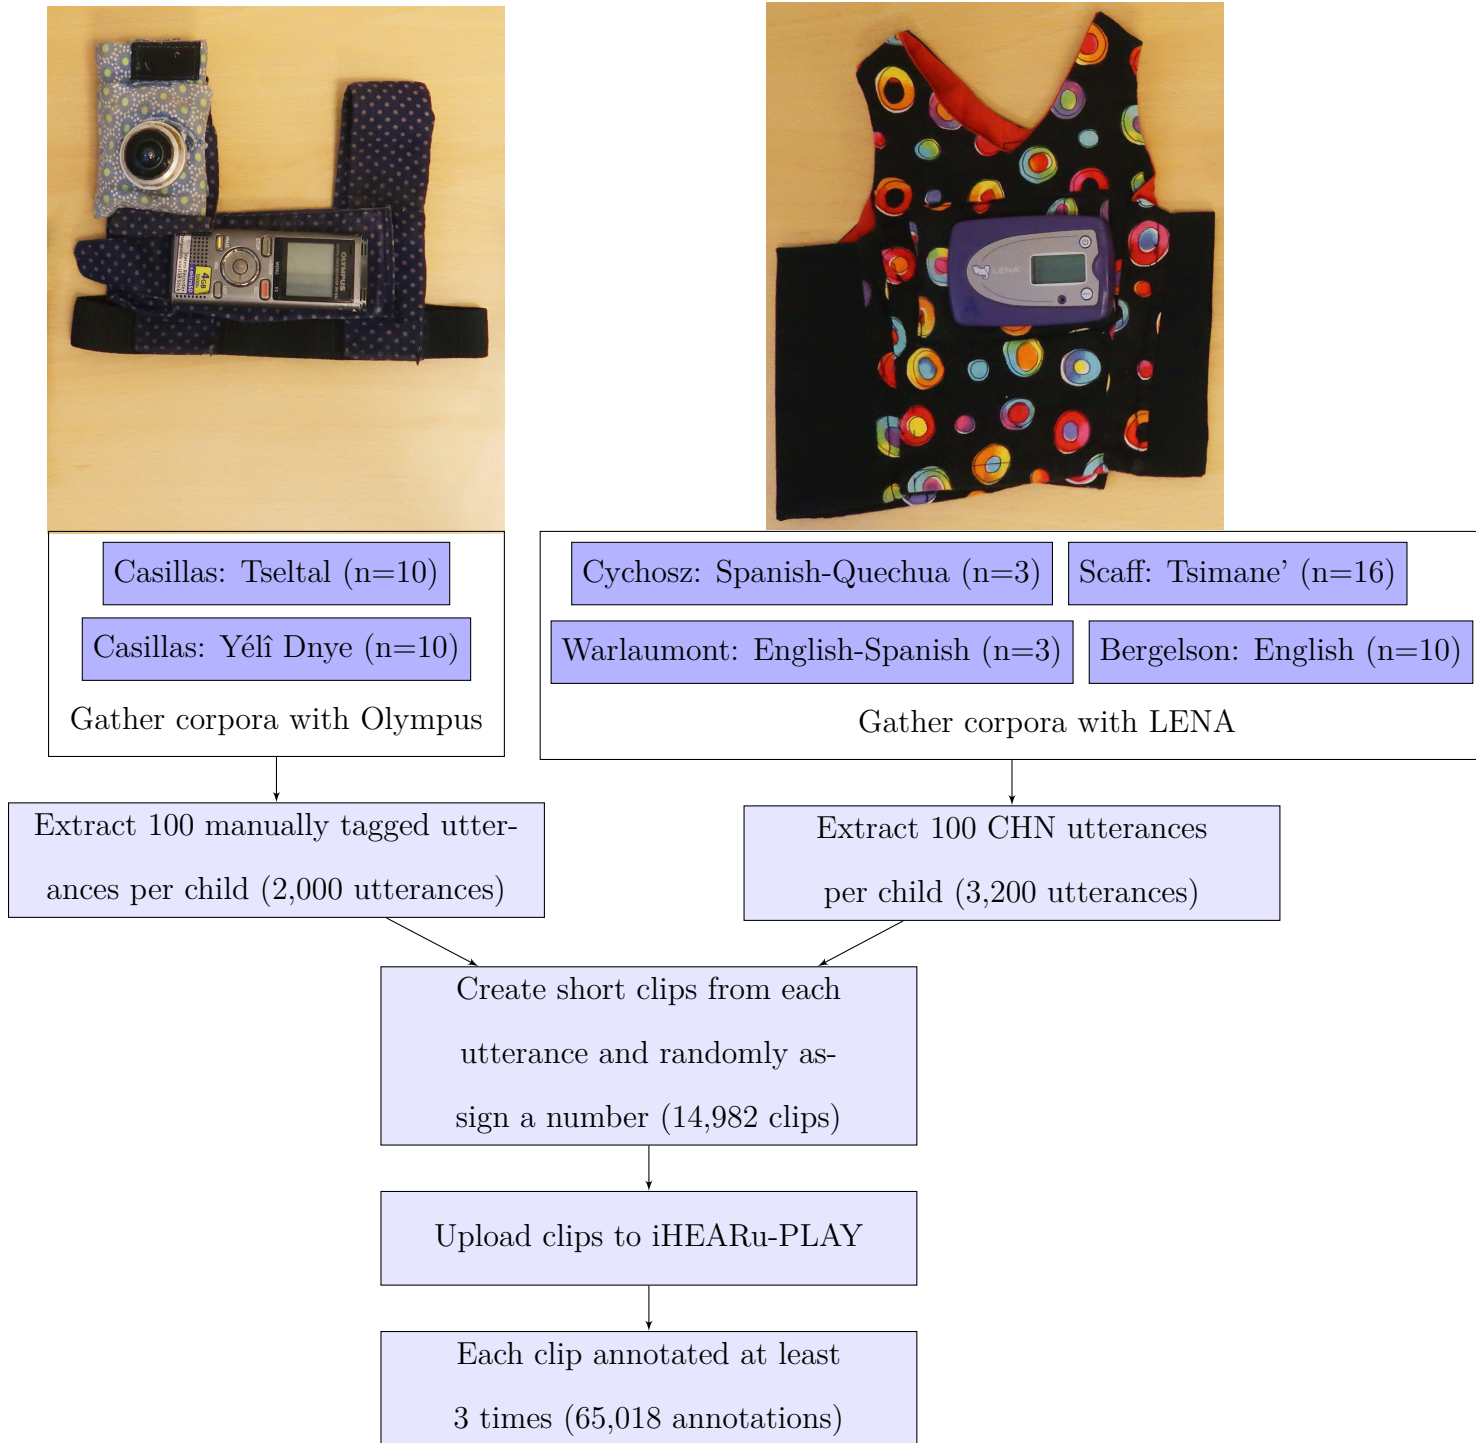 OLYMPUS
4GB
LENA
Casillas: Tseltal (n=10)
Casillas: Yélî Dnye (n=10)
Gather corpora with Olympus
Cychosz: Spanish-Quechua (n=3)
Scaff: Tsimane’ (n=16)
Warlaumont: English-Spanish (n=3)
Bergelson: English (n=10)
Gather corpora with LENA
Extract 100 manually tagged utter-
ances per child (2,000 utterances)
Extract 100 CHN utterances
per child (3,200 utterances)
Create short clips from each
utterance and randomly as-
sign a number (14,982 clips)
Upload clips to iHEARu-PLAY
Each clip annotated at least
3 times (65,018 annotations)